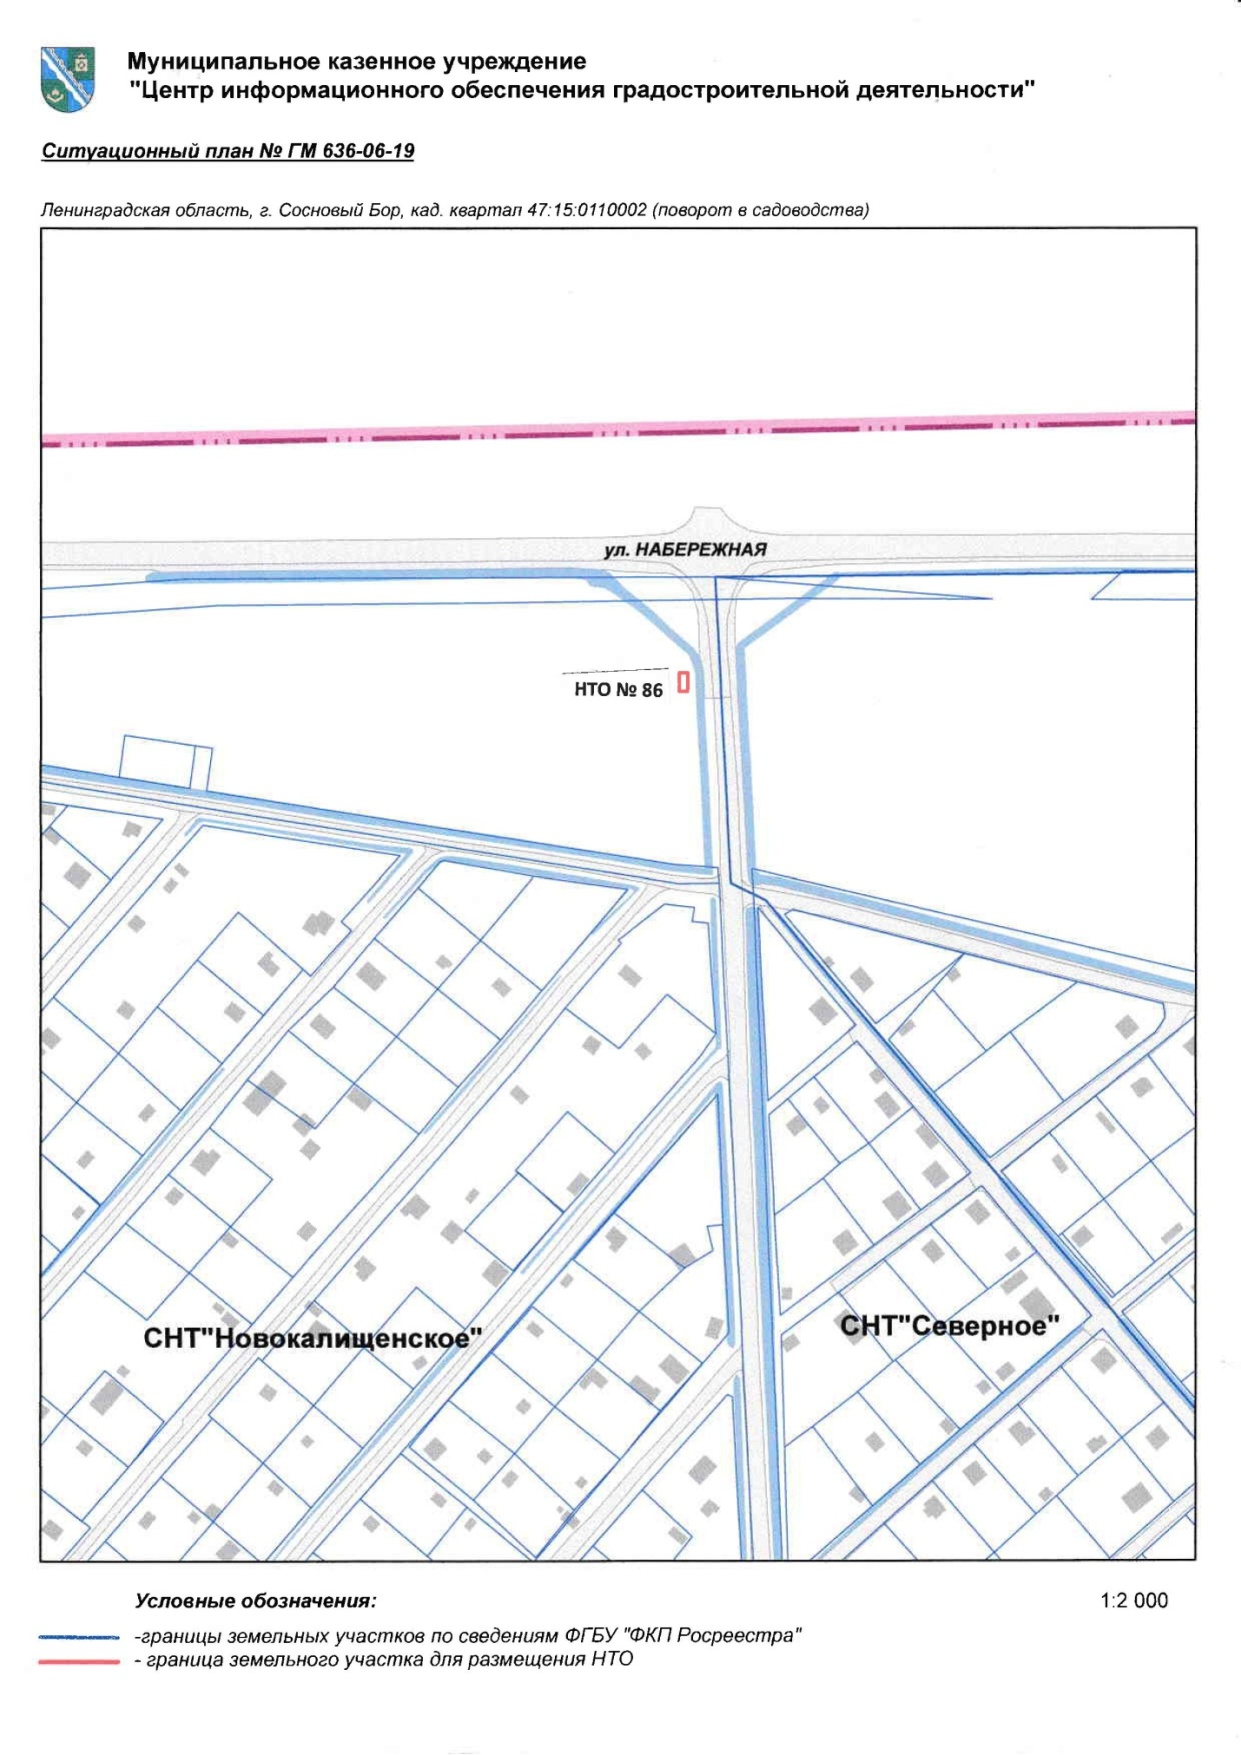 Муниципальное казенное учреждение
"Центр информационного обеспечения градостроительной деятельности"
Ситуационный план № ГМ 636-06-19
Ленинградская область, г. Сосновый Бор, кад. квартал 47:15:0110002 (поворот в садоводства)
ул. НАБЕРЕЖНАЯ
НТО № 86
СНТ"Новокалищенское"
СНТ"Северное"
Условные обозначения:
1:2 000
-границы земельных участков по сведениям ФГБУ "ФКП Росреестра"
- граница земельного участка для размещения НТО